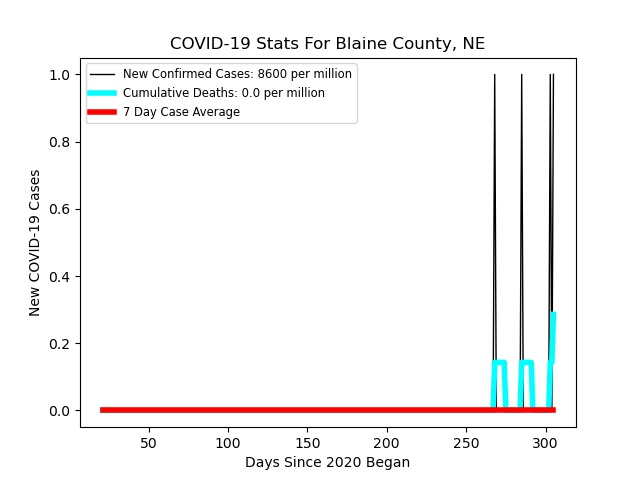 COVID-19 Stats For Blaine County, NE
New Confirmed Cases: 8600 per million
Cumulative Deaths: 0.0 per million
7 Day Case Average
1.0
0.8
0.6
0.4
0.2
0.0
New COVID-19 Cases
50 100 150 200 250 300
Days Since 2020 Began